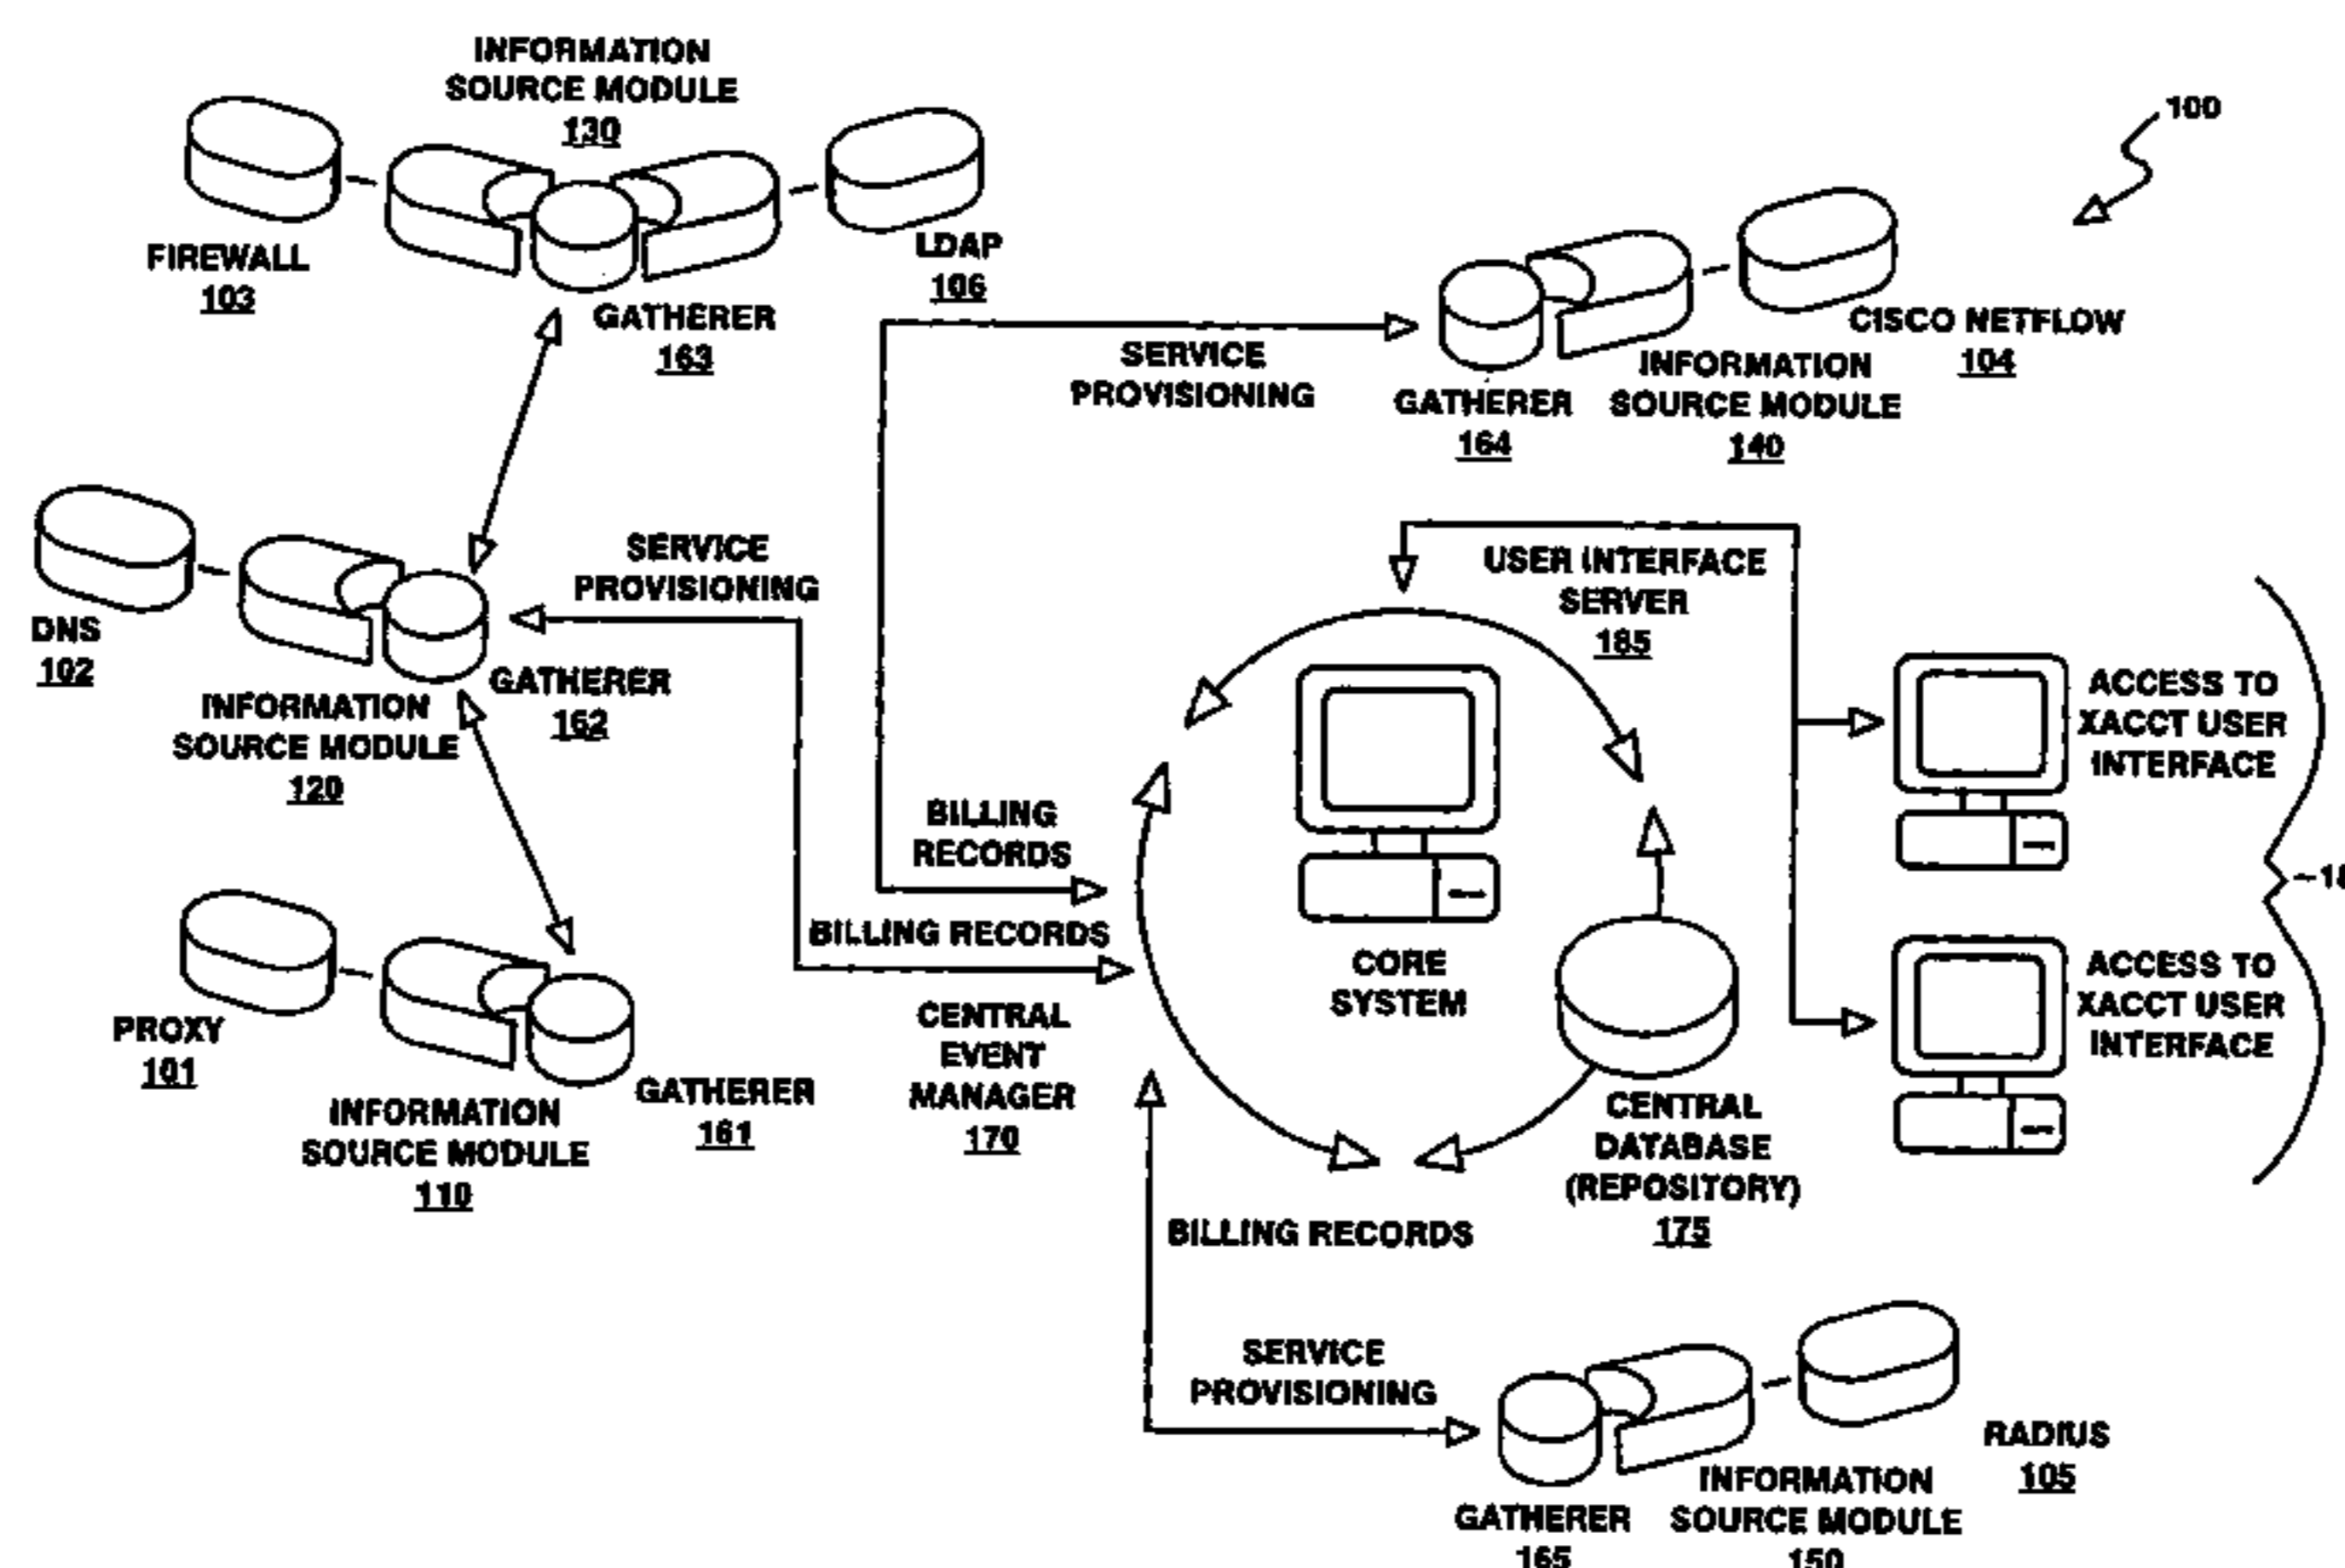 INFORMATION
SOURCE MODULE
130
100
FIREWALL
103
LDAP
106
GATHERER
163
CISCO NETFLOW
104
SERVICE
PROVISIONING
GATHERER
164
INFORMATION
SOURCE MODULE
140
DNS
102
SERVICE
PROVISIONING
USER INTERFACE
SERVER
185
INFORMATION
SOURCE MODULE
120
GATHERER
162
ACCESS TO
XACCT USER
INTERFACE
BILLING
RECORDS
BILLING RECORDS
CORE
SYSTEM
ACCESS TO
XACCT USER
INTERFACE
PROXY
101
CENTRAL
EVENT
MANAGER
170
INFORMATION
SOURCE MODULE
110
GATHERER
161
CENTRAL
DATABASE
(REPOSITORY)
175
BILLING RECORDS
SERVICE
PROVISIONING
RADIUS
105
GATHERER
165
INFORMATION
SOURCE MODULE
150